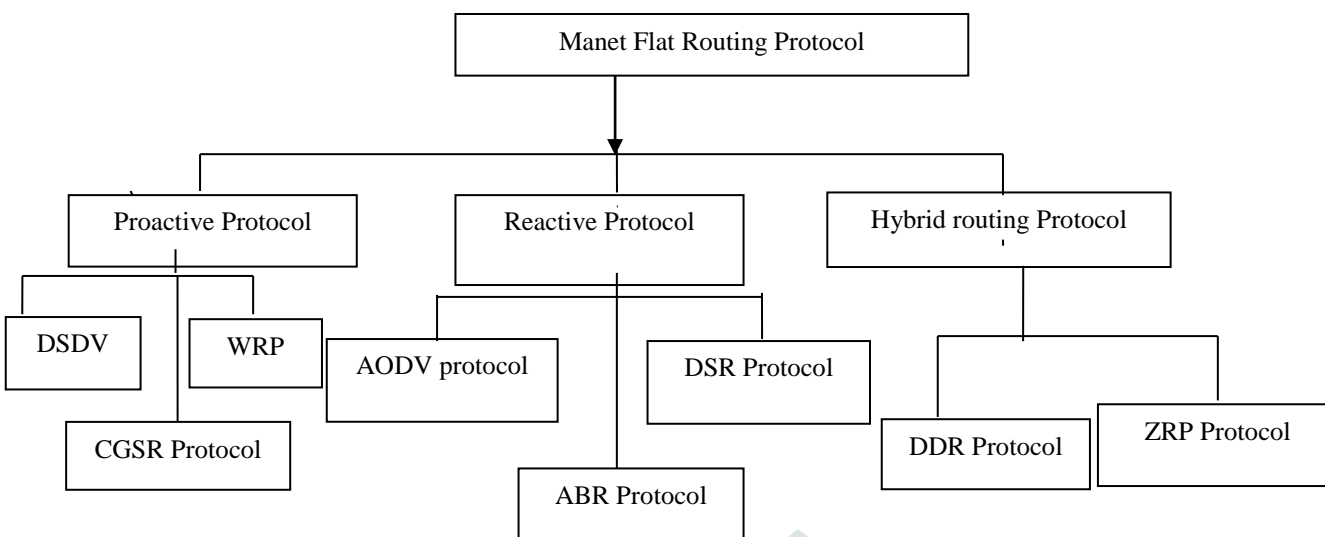 Manet Flat Routing Protocol
Proactive Protocol
Reactive Protocol
Hybrid routing Protocol
DSDV
WRP
AODV protocol
DSR Protocol
CGSR Protocol
DDR Protocol
ZRP Protocol
ABR Protocol